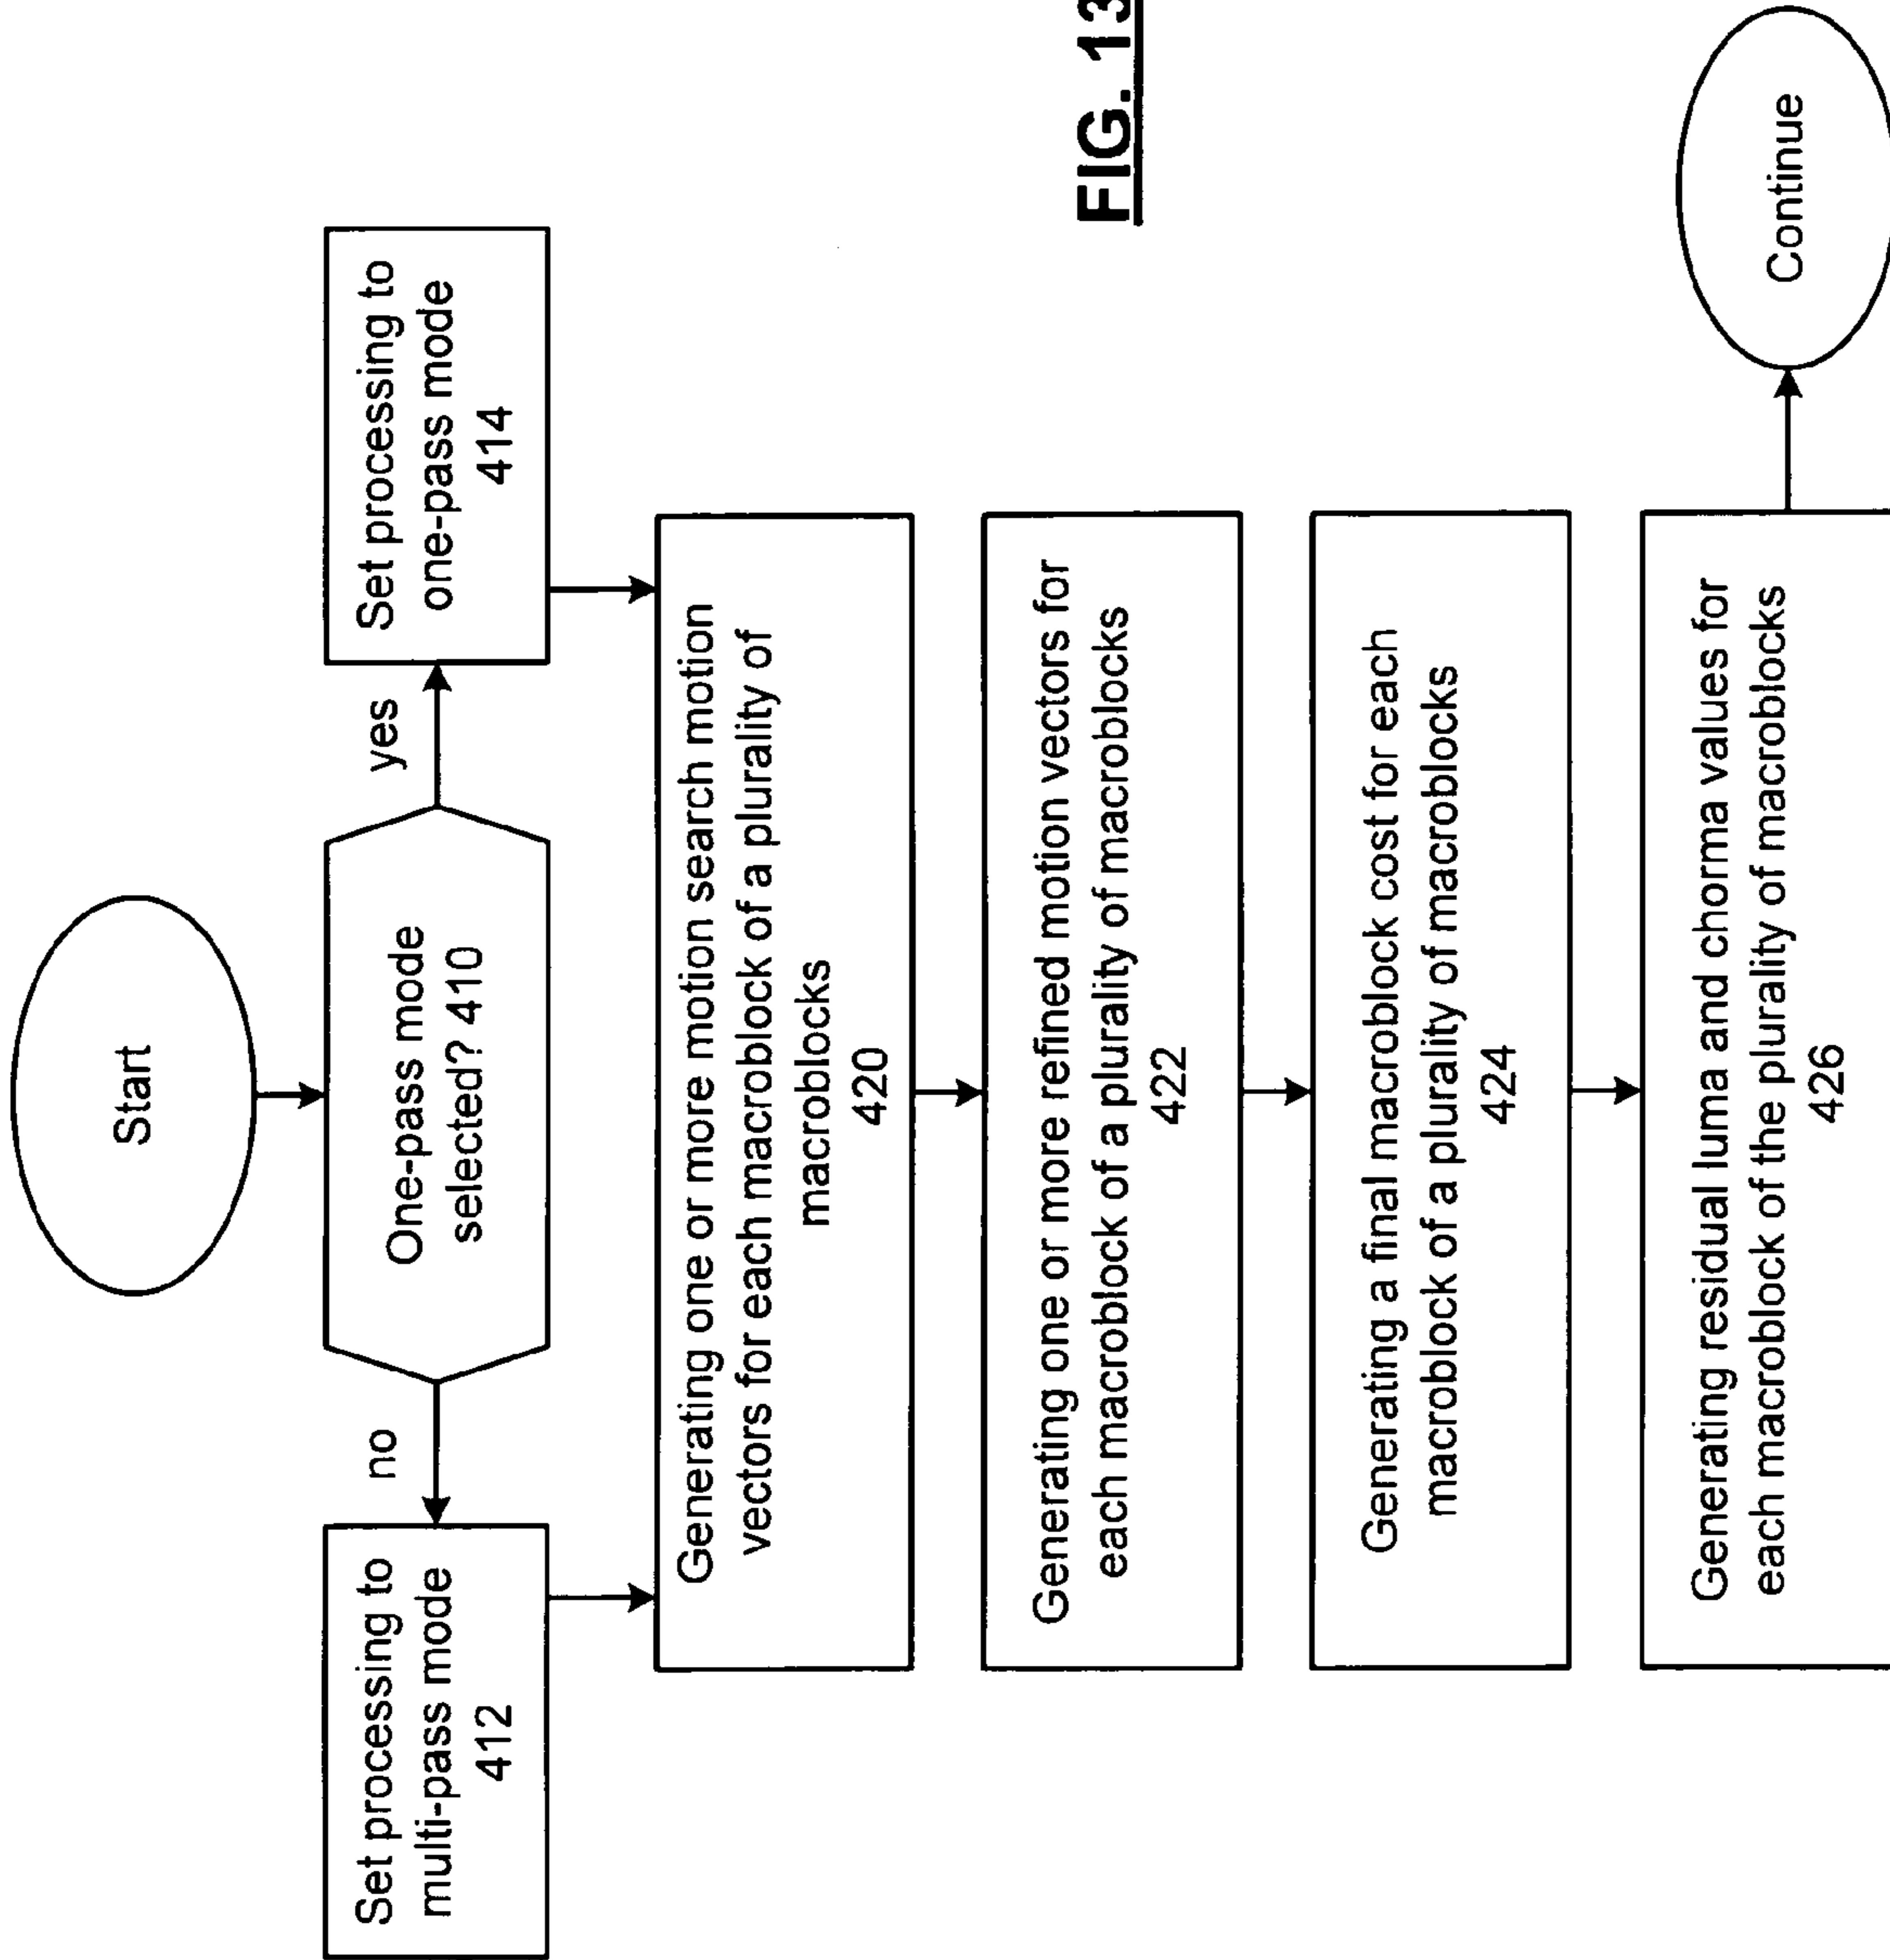 Start
One-pass mode
selected? 410
no
yes
Set processing to
multi-pass mode
412
Set processing to
one-pass mode
414
Generating one or more motion search motion
vectors for each macroblock of a plurality of
macroblocks
420
Generating one or more refined motion vectors for
each macroblock of a plurality of macroblocks
422
Generating a final macroblock cost for each
macroblock of a plurality of macroblocks
424
Generating residual luma and chorma values for
each macroblock of the plurality of macroblocks
426
Continue
FIG. 13